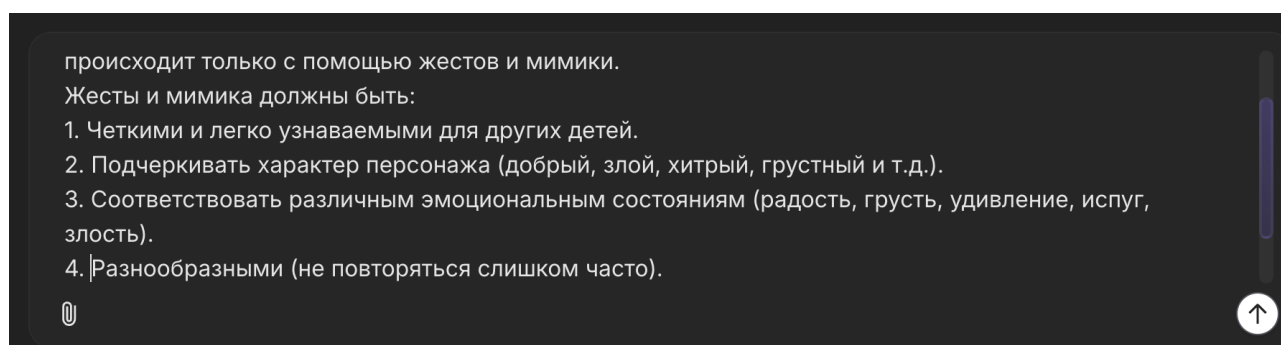 происходит только с помощью жестов и мимики.
Жесты и мимика должны быть:
1. Четкими и легко узнаваемыми для других детей.
2. Подчеркивать характер персонажа (добрый, злой, хитрый, грустный и т.д.).
3. Соответствовать различным эмоциональным состояниям (радость, грусть, удивление, испуг,
злость).
4. Разнообразными (не повторяться слишком часто).